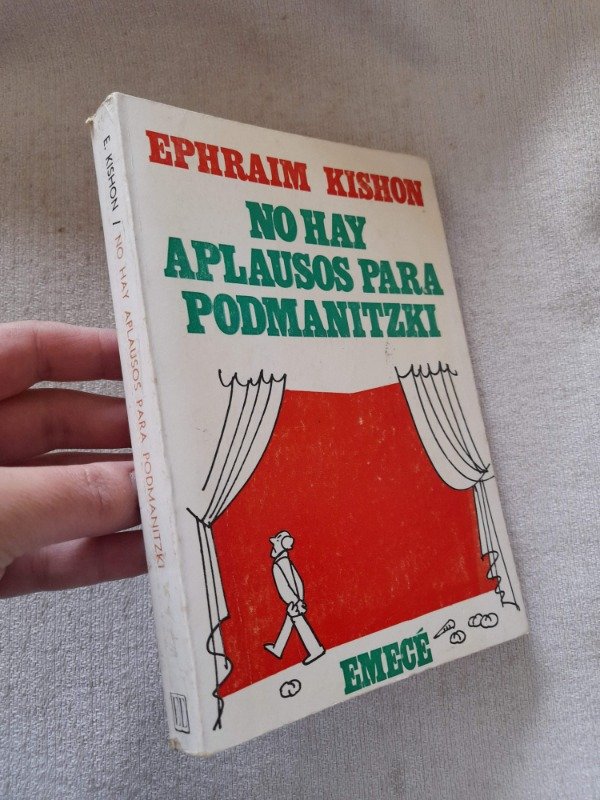 EPHRAIM KISHON
NO HAY
APLAUSOS PARA
PODMANITZKI
EMECÉ
E. KISHON / NO HAY APLAUSOS PARA PODMANITZKI